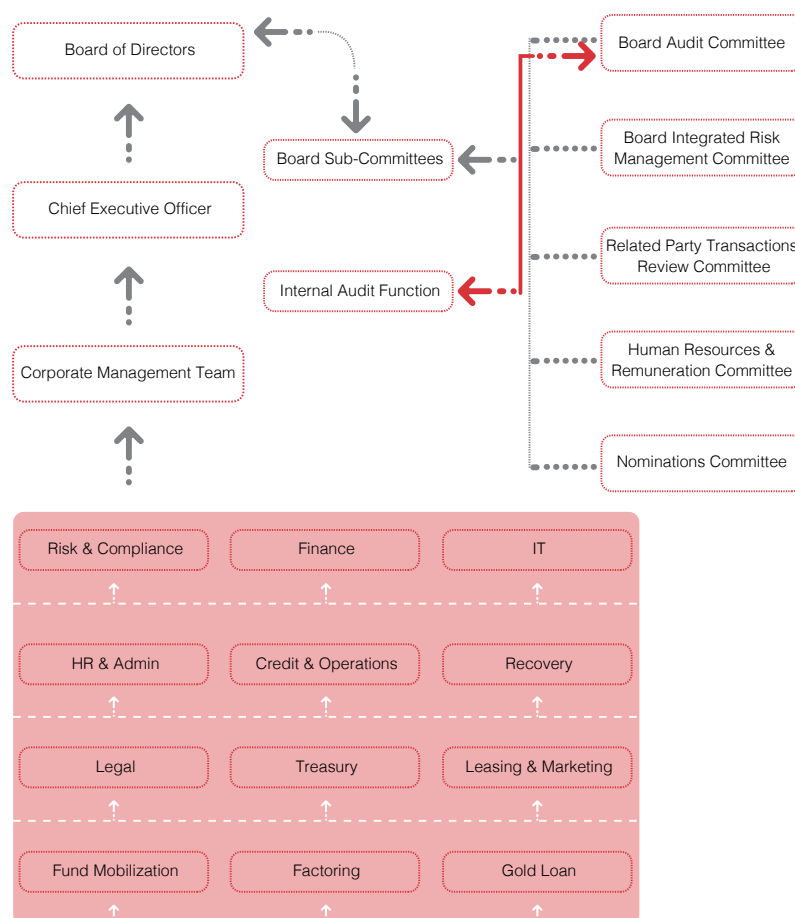 Board of Directors
Board Audit Committee
Board Sub-Committees
Board Integrated Risk
Management Committee
Chief Executive Officer
Related Party Transactions
Review Committee
Internal Audit Function
Corporate Management Team
Human Resources &
Remuneration Committee
Nominations Committee
Risk & Compliance
Finance
IT
HR & Admin
Credit & Operations
Recovery
Legal
Treasury
Leasing & Marketing
Fund Mobilization
Factoring
Gold Loan